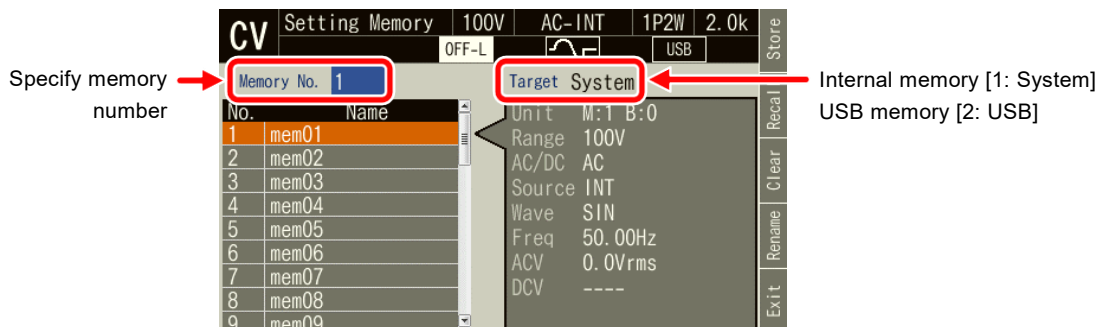 CV Setting Memory 100V AC-INT 1P2W 2.0k
OFF-L USB
Store
Recal
Clear
Rename
Exit
Specify memory
number
Memory No. 1
Target System
Internal memory [1: System]
USB memory [2: USB]
No. Name
1 mem01
2 mem02
3 mem03
4 mem04
5 mem05
6 mem06
7 mem07
8 mem08
9 mem09
Unit M:1 B:0
Range 100V
AC/DC AC
Source INT
Wave SIN
Freq 50.00Hz
ACV 0.0Vrms
DCV ----